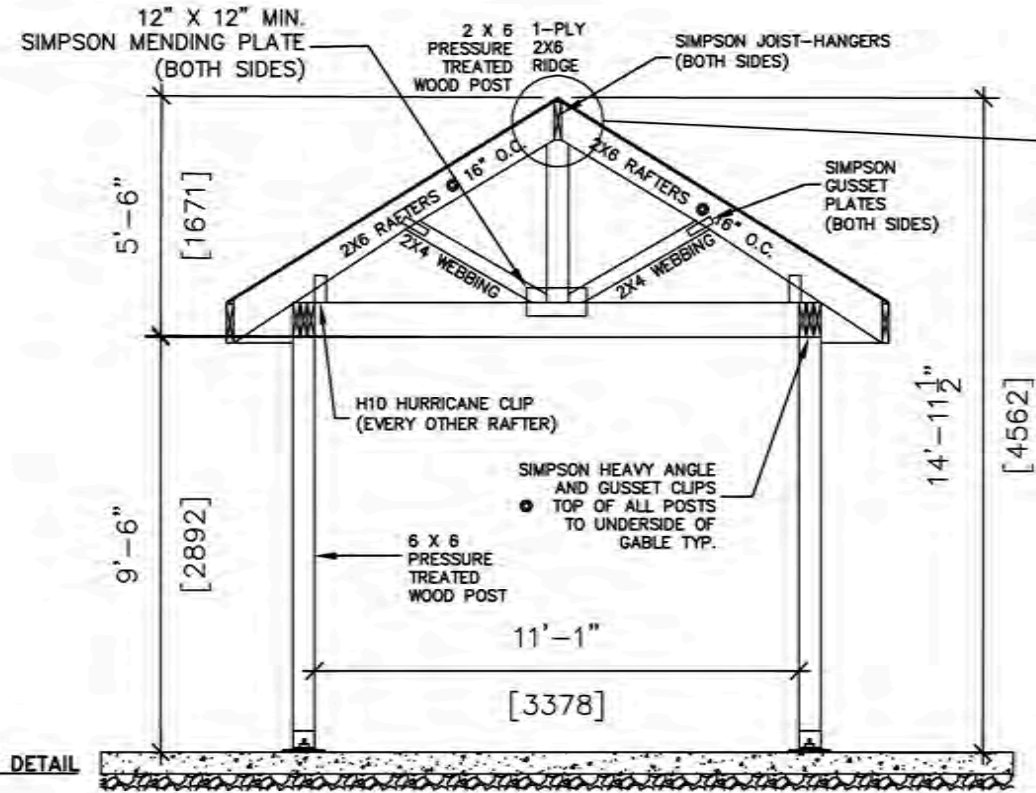 12” X 12” MIN.
SIMPSON MENDING PLATE
(BOTH SIDES)
2 X 6
PRESSURE
TREATED
WOOD POST
1-PLY
2X6
RIDGE
SIMPSON JOIST-HANGERS
(BOTH SIDES)
SIMPSON
GUSSET
PLATES
(BOTH SIDES)
2X6 RAFTERS @ 16” O.C.
2X6 RAFTERS @ 16” O.C.
2X4 WEBBING
2X4 WEBBING
5'-6”
[1671]
H10 HURRICANE CLIP
(EVERY OTHER RAFTER)
SIMPSON HEAVY ANGLE
AND GUSSET CLIPS
@ TOP OF ALL POSTS
TO UNDERSIDE OF
GABLE TYP.
14'-11 1/2”
[4562]
9'-6”
[2892]
6 X 6
PRESSURE
TREATED
WOOD POST
11'-1”
[3378]
DETAIL